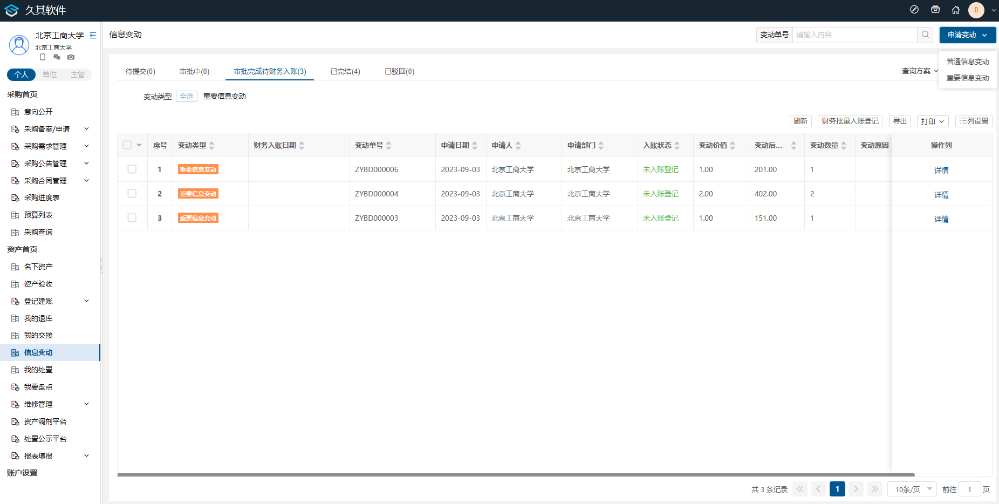 久其软件
0
北京工商大学
北京工商大学
个人 单位 主管
采购首页
意向公开
采购备案/申请
采购需求管理
采购公告管理
采购合同管理
采购进度表
预算列表
采购查询
资产首页
名下资产
资产验收
登记建账
我的退库
我的交接
信息变动
我的处置
我要盘点
维修管理
资产调剂平台
处置公示平台
报表填报
账户设置
信息变动
变动单号 请输入内容
申请变动
普通信息变动
重要信息变动
待提交(0) 审批中(0) 审批完成待财务入账(3) 已完结(4) 已驳回(0)
查询方案
变动类型 全选 重要信息变动
刷新 财务批量入账登记 导出 打印 列设置
序号 变动类型 财务入账日期 变动单号 申请日期 申请人 申请部门 入账状态 变动价值 变动后... 变动数量 变动原因 操作列
1 重要信息变动 ZYBD000006 2023-09-03 北京工商大学 北京工商大学 未入账登记 1.00 201.00 1 详情
2 重要信息变动 ZYBD000004 2023-09-03 北京工商大学 北京工商大学 未入账登记 2.00 402.00 2 详情
3 重要信息变动 ZYBD000003 2023-09-03 北京工商大学 北京工商大学 未入账登记 1.00 151.00 1 详情
共 3 条记录 1 10条/页 前往 1 页